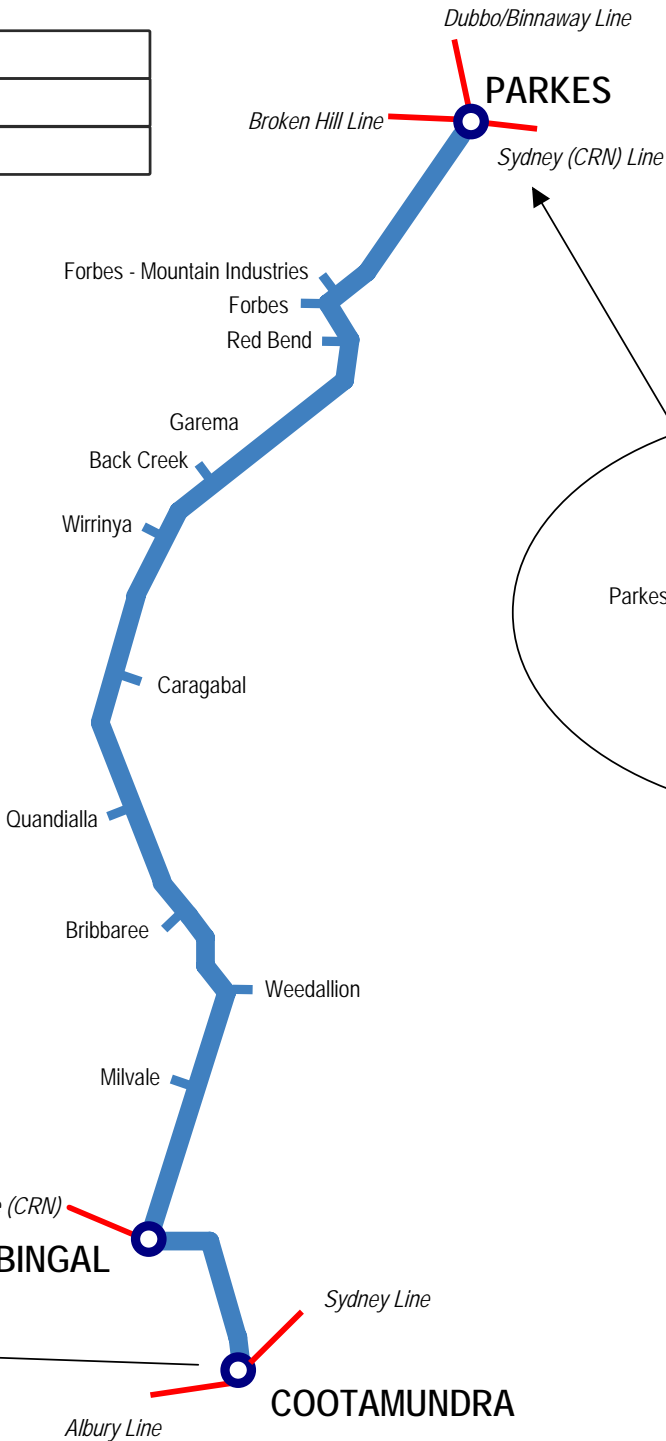 Dubbo/Binnaway Line
PARKES
Broken Hill Line
Sydney (CRN) Line
Forbes - Mountain Industries
Forbes
Red Bend
Garema
Back Creek
Wirrinya
Parkes
Caragabal
Quandialla
Bribbaree
Weedallion
Milvale
(CRN)
BINGAL
Sydney Line
COOTAMUNDRA
Albury Line